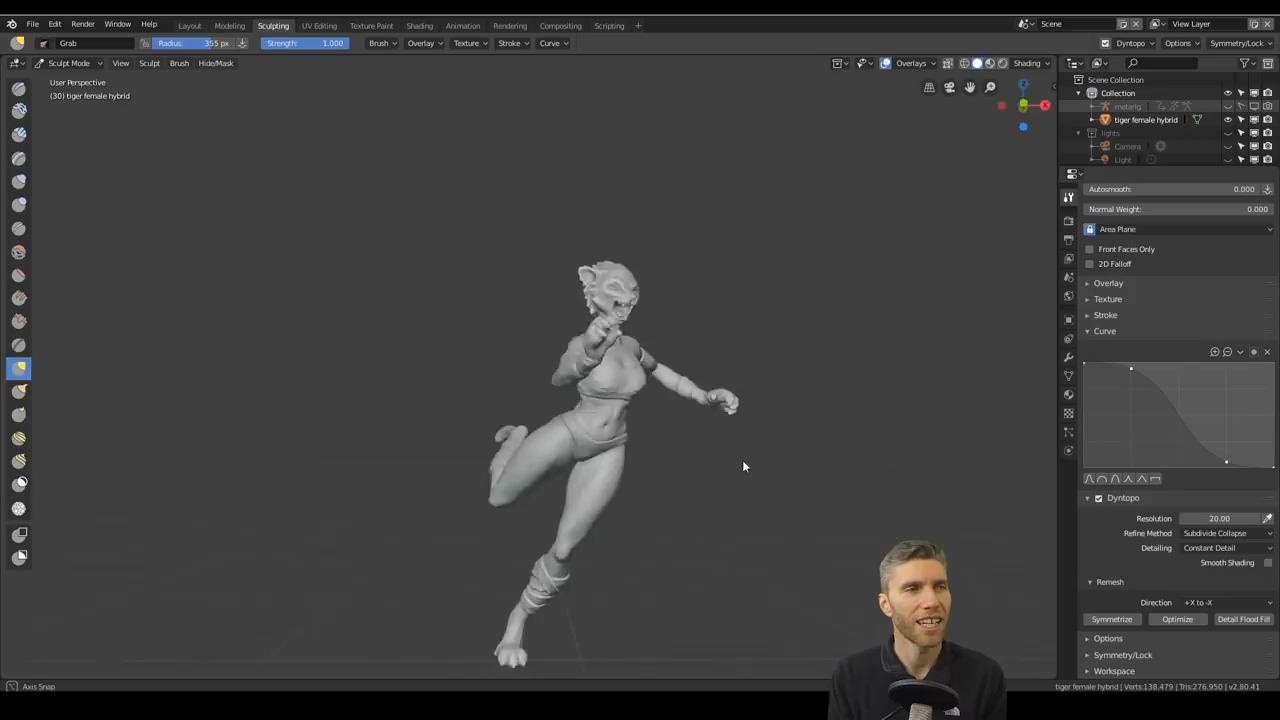 File Edit Render Window Help Layout Modeling Sculpting UV Editing Texture Paint Shading Animation Rendering Compositing Scripting + Scene View Layer
Grab Radius: 355 px Strength: 1.000 Brush Overlay Texture Stroke Curve Dyntopo Options Symmetry/Lock
Sculpt Mode View Sculpt Brush Hide/Mask Overlays Shading
User Perspective
(30) tiger female hybrid
Scene Collection
Collection
metarig
tiger female hybrid
lights
Camera
Light
Autosmooth: 0.000
Normal Weight: 0.000
Area Plane
Front Faces Only
2D Falloff
Overlay
Texture
Stroke
Curve
Dyntopo
Resolution 20.00
Refine Method Subdivide Collapse
Detailing Constant Detail
Smooth Shading
Remesh
Direction +X to -X
Symmetrize Optimize Detail Flood Fill
Options
Symmetry/Lock
Workspace
Axis Snap
tiger female hybrid | Verts:138,479 | Tris:276,950 | v2.80.41
Z
X